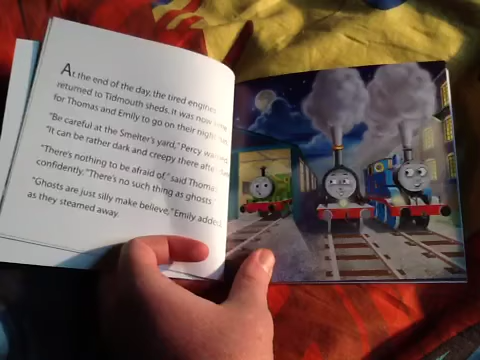 At the end of the day, the tired engines
returned to Tidmouth sheds, it was now
for Thomas and Emily to go on their night
"Be careful at the Smelter's yard," Percy
"It can be rather dark and creepy there after
"There's nothing to be afraid of," said Thomas
confidently. "There's no such thing as ghosts."
"Ghosts are just silly make believe," Emily added,
as they steamed away.